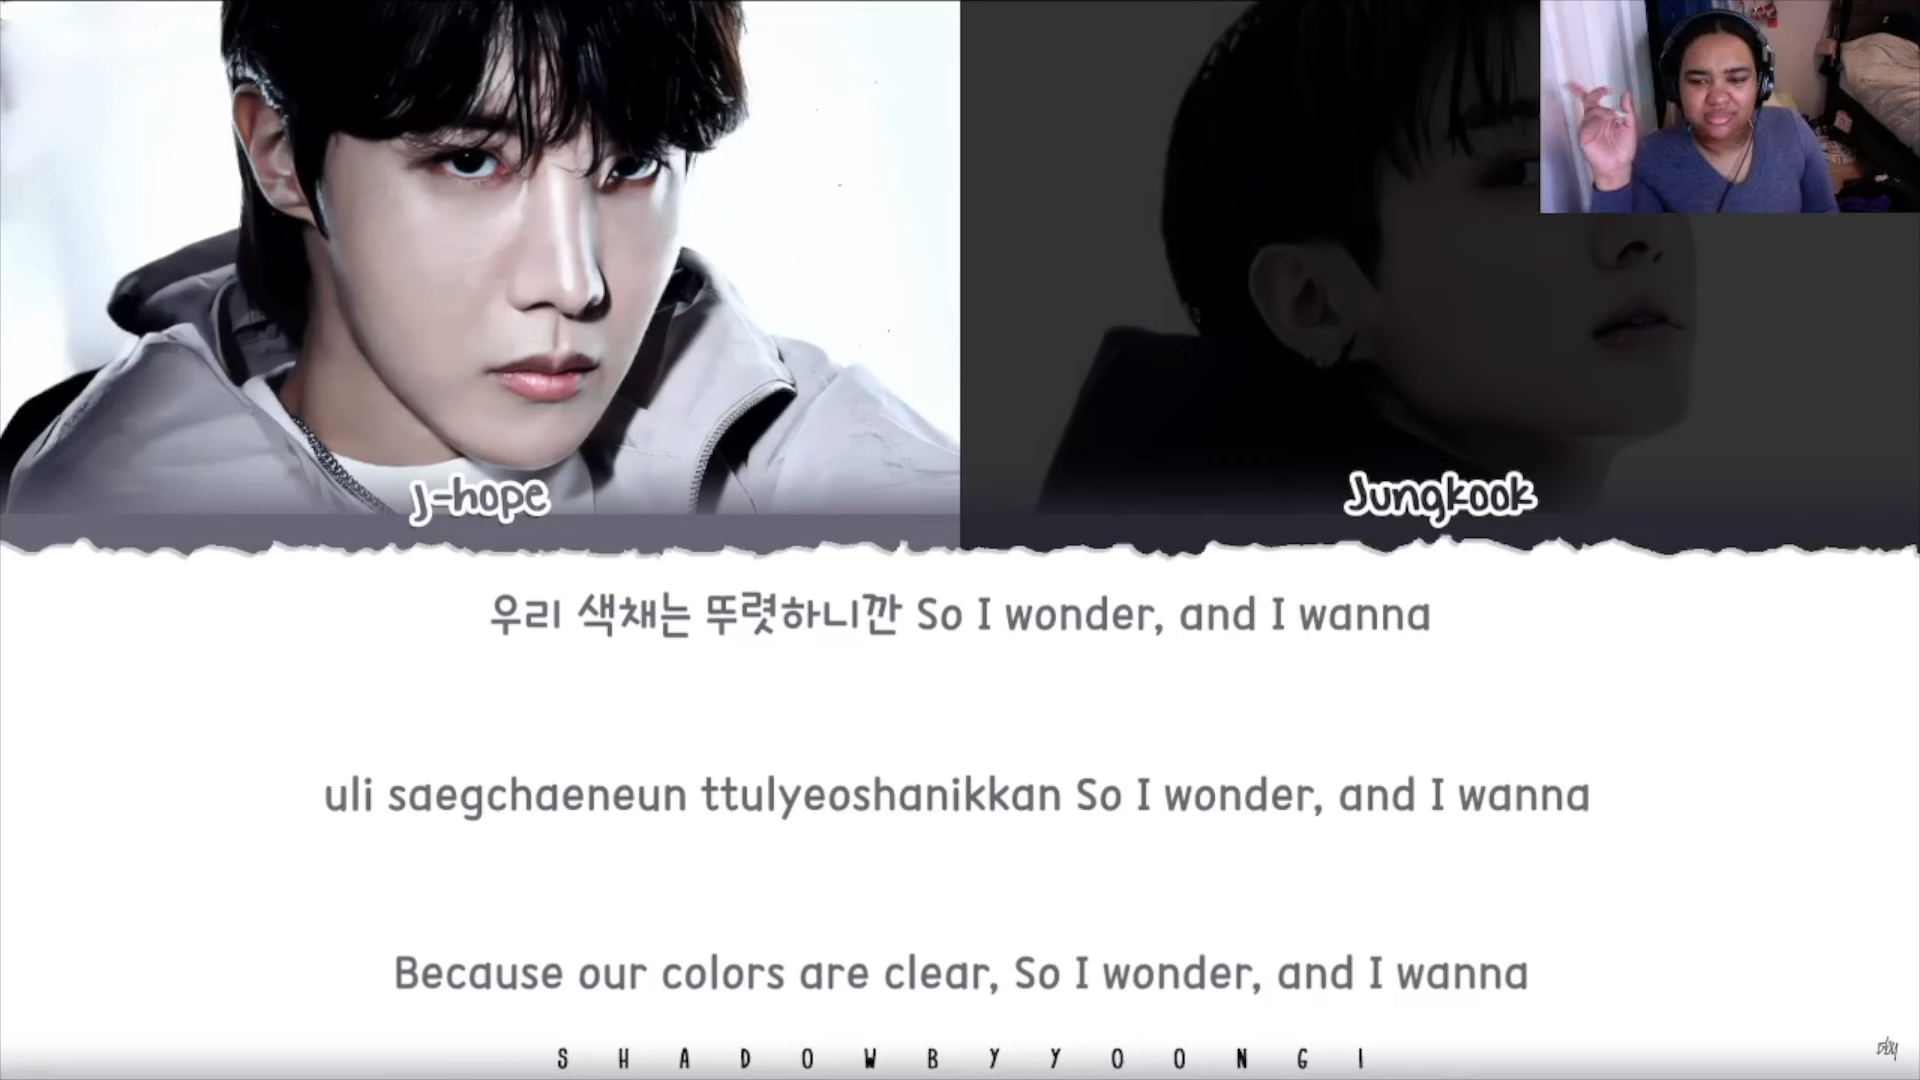 J-hope
Jungkook
우리 색채는 뚜렷하니깐 So I wonder, and I wanna
uli saegchaeneun ttulyeoshanikkan So I wonder, and I wanna
Because our colors are clear, So I wonder, and I wanna
SHADOWBYYOONGI
sby